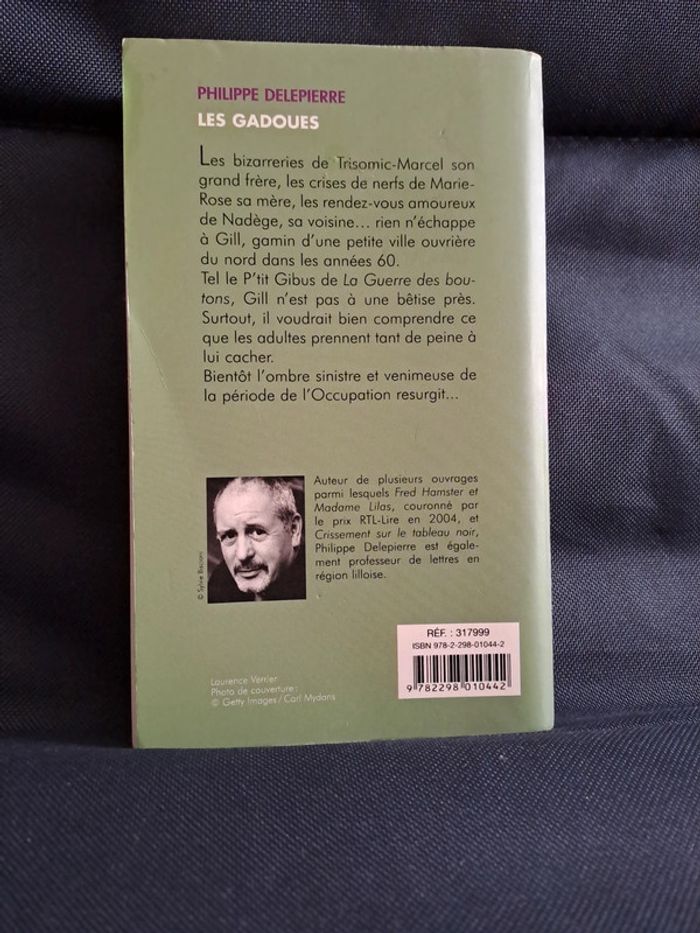 PHILIPPE DELEPIERRE
LES GADOUES
Les bizarreries de Trisomic-Marcel son
grand frère, les crises de nerfs de Marie-
Rose sa mère, les rendez-vous amoureux
de Nadège, sa voisine... rien n'échappe
à Gill, gamin d'une petite ville ouvrière
du nord dans les années 60.
Tel le P'tit Gibus de La Guerre des bou-
tons, Gill n'est pas à une bêtise près.
Surtout, il voudrait bien comprendre ce
que les adultes prennent tant de peine à
lui cacher.
Bientôt l'ombre sinistre et venimeuse de
la période de l'Occupation resurgit...
Auteur de plusieurs ouvrages
parmi lesquels Fred Hamster et
Madame Lilas, couronné par
le prix RTL-Lire en 2004, et
Crissement sur le tableau noir,
Philippe Delepierre est égale-
ment professeur de lettres en
région lilloise.
© Sylvie Biscioni
RÉF. : 317999
ISBN 978-2-298-01044-2
9 782298 010442
Laurence Verrier
Photo de couverture :
© Getty Images / Carl Mydans